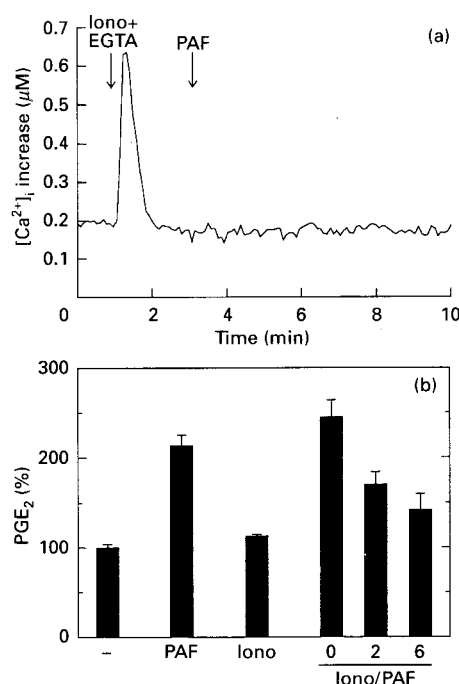 Iono+
EGTA
PAF
(a)
[Ca²⁺]ᵢ increase (μM)
0.7
0.6
0.5
0.4
0.3
0.2
0.1
0
2
4
6
8
10
Time (min)
(b)
PGE₂ (%)
300
200
100
0
–
PAF
Iono
0
2
6
Iono/PAF